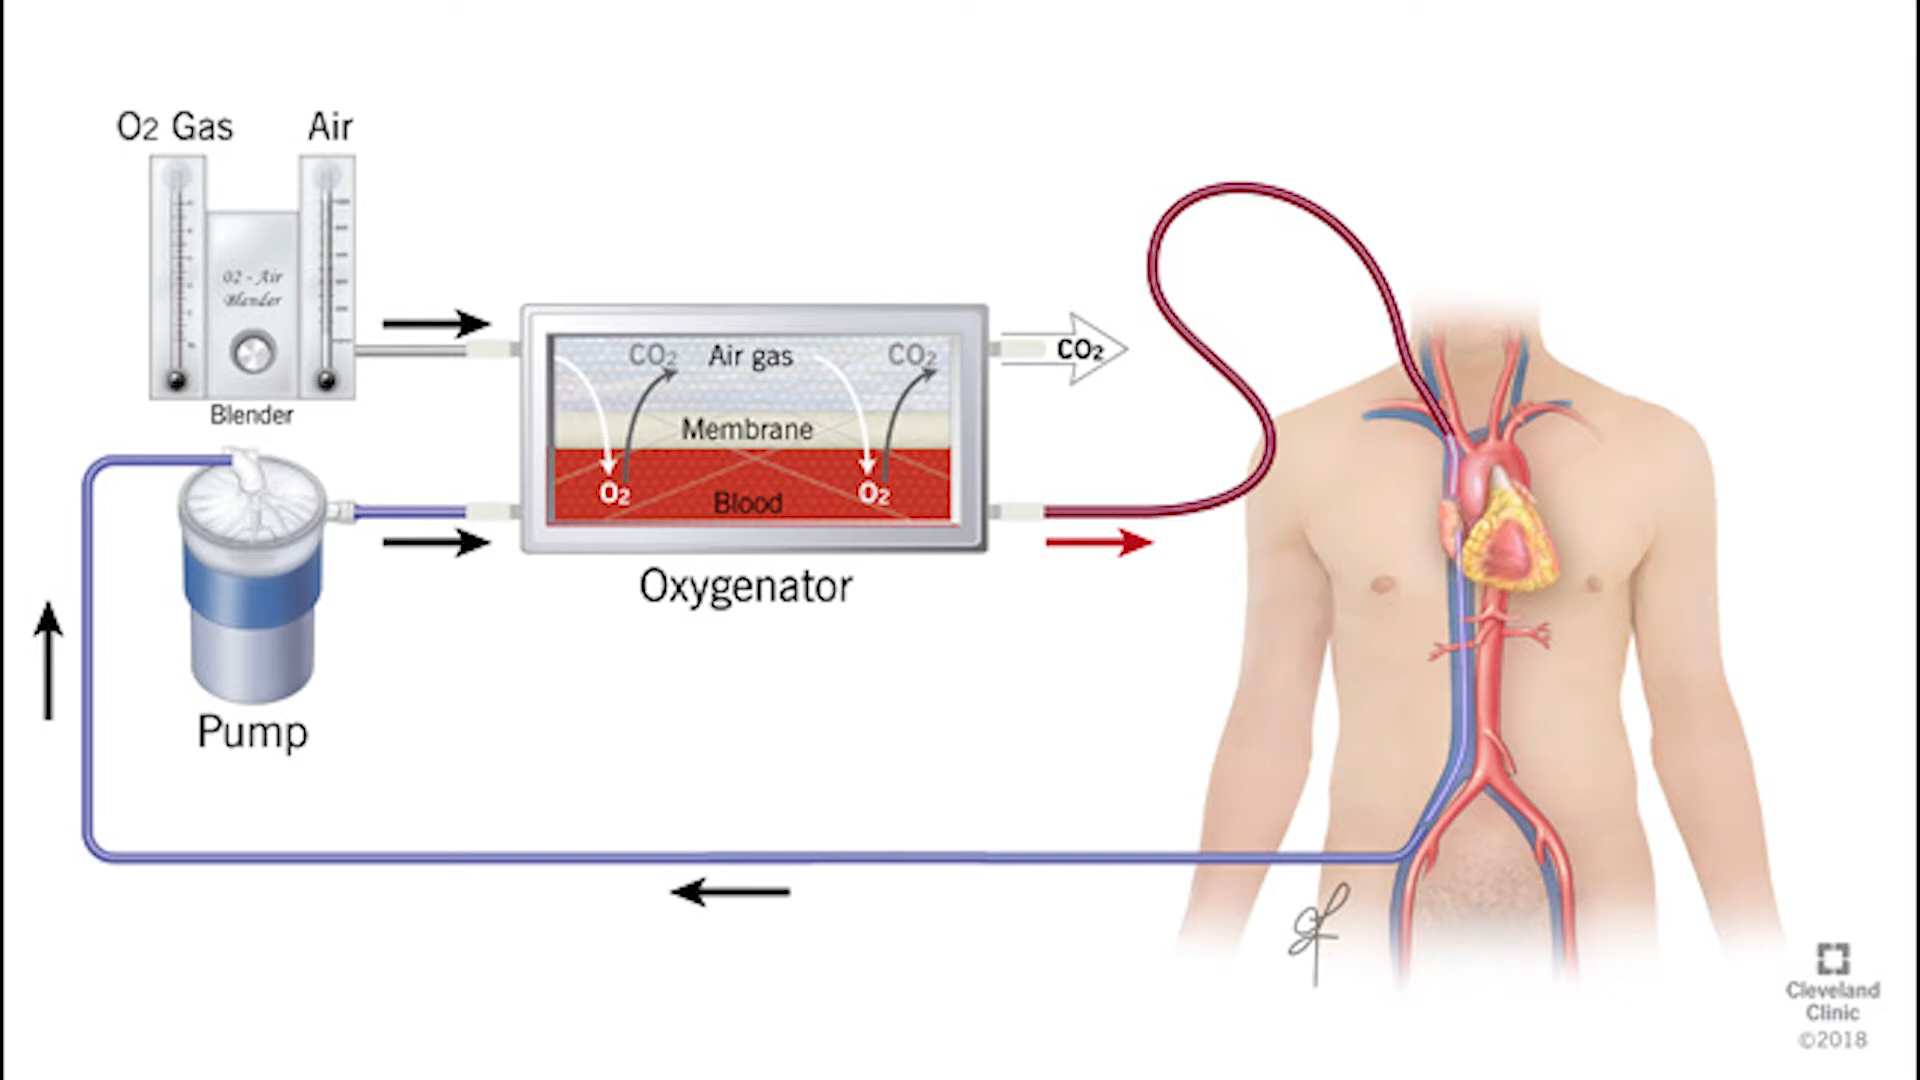 O2 Gas
Air
02 - Air
Blender
Blender
CO2
Air gas
CO2
CO2
Membrane
O2
O2
Blood
Oxygenator
Pump
Cleveland
Clinic
©2018